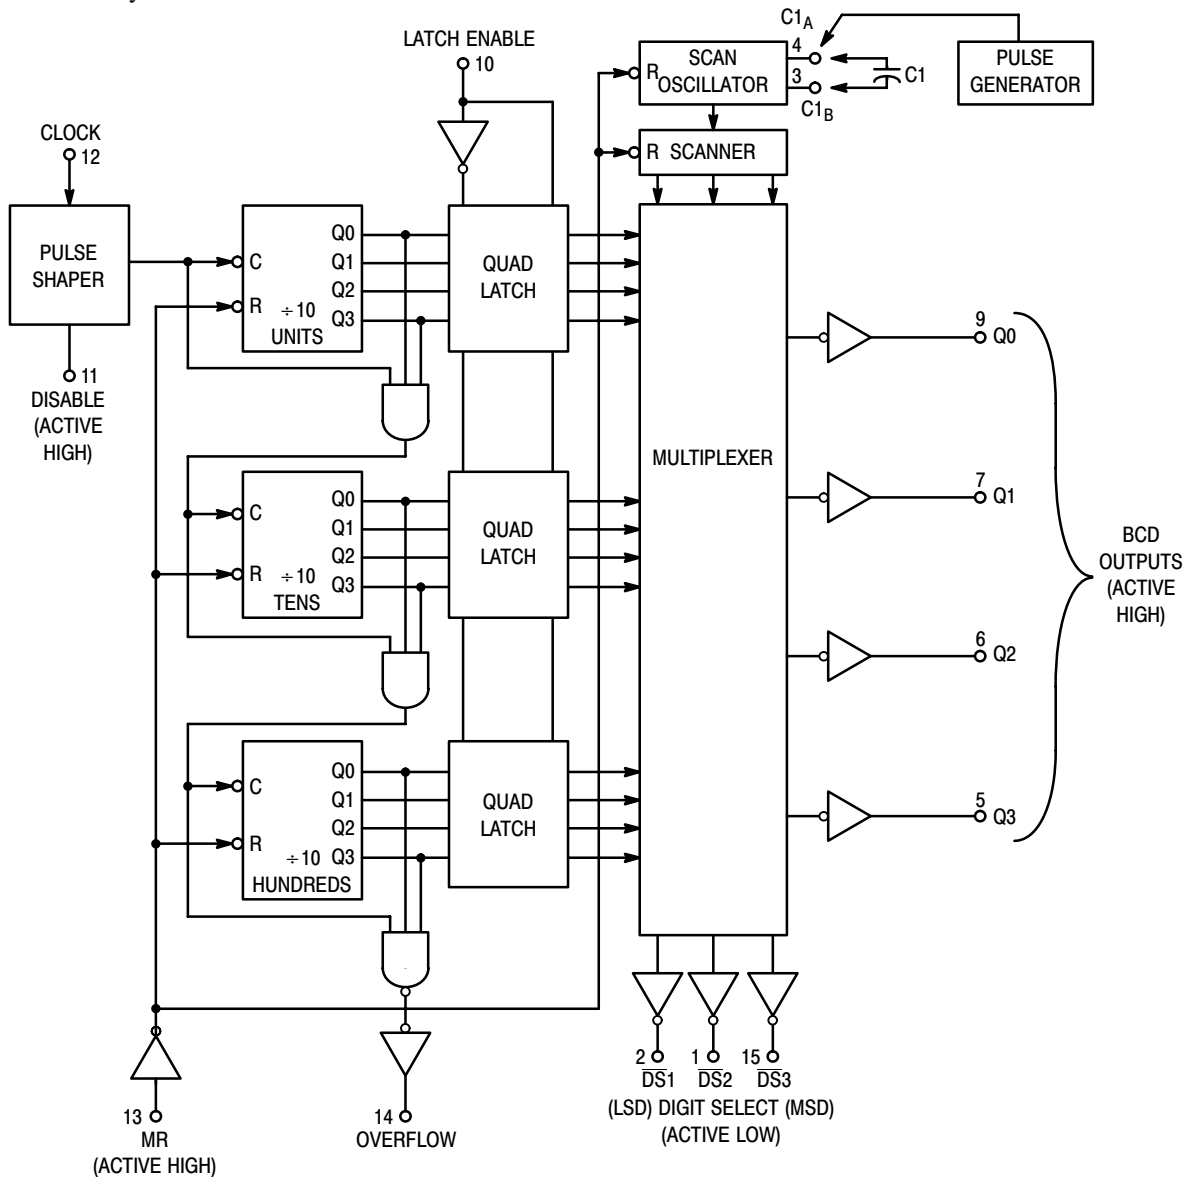 LATCH ENABLE
10
C1A
4
3
C1B
C1
SCAN
R OSCILLATOR
PULSE
GENERATOR
R SCANNER
CLOCK
12
PULSE
SHAPER
11
DISABLE
(ACTIVE
HIGH)
C
R
÷10
UNITS
Q0
Q1
Q2
Q3
QUAD
LATCH
C
R
÷10
TENS
Q0
Q1
Q2
Q3
QUAD
LATCH
C
R
÷10
HUNDREDS
Q0
Q1
Q2
Q3
QUAD
LATCH
MULTIPLEXER
9
Q0
7
Q1
6
Q2
5
Q3
BCD
OUTPUTS
(ACTIVE
HIGH)
13
MR
(ACTIVE HIGH)
14
OVERFLOW
2
1
15
DS1
DS2
DS3
(LSD) DIGIT SELECT (MSD)
(ACTIVE LOW)